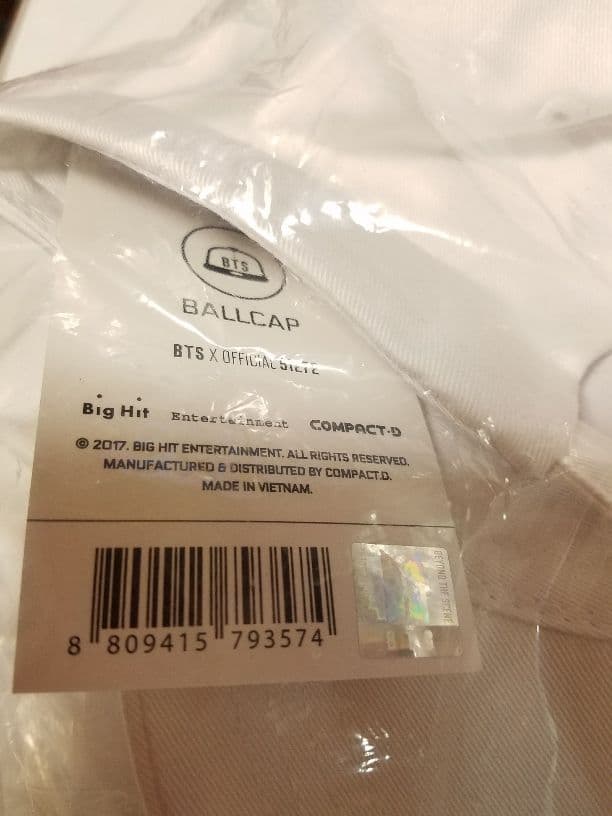 BTS
BALLCAP
BTS X OFFICIAL
Big Hit Entertainment COMPACT·D
© 2017. BIG HIT ENTERTAINMENT. ALL RIGHTS RESERVED.
MANUFACTURED & DISTRIBUTED BY COMPACT.D.
MADE IN VIETNAM.
BEYOND THE SCENE
8 809415 793574